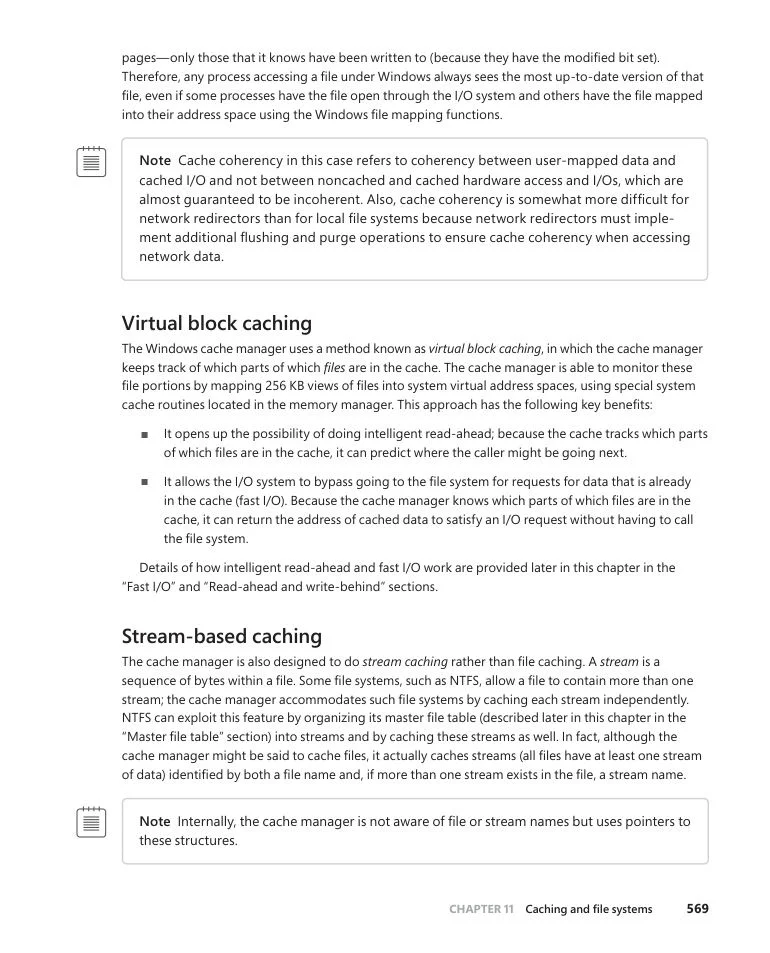 pages—only those that it knows have been written to (because they have the modified bit set).
Therefore, any process accessing a file under Windows always sees the most up-to-date version of that
file, even if some processes have the file open through the I/O system and others have the file mapped
into their address space using the Windows file mapping functions.
Note Cache coherency in this case refers to coherency between user-mapped data and
cached I/O and not between noncached and cached hardware access and I/Os, which are
almost guaranteed to be incoherent. Also, cache coherency is somewhat more difficult for
network redirectors than for local file systems because network redirectors must imple-
ment additional flushing and purge operations to ensure cache coherency when accessing
network data.
Virtual block caching
The Windows cache manager uses a method known as virtual block caching, in which the cache manager
keeps track of which parts of which files are in the cache. The cache manager is able to monitor these
file portions by mapping 256 KB views of files into system virtual address spaces, using special system
cache routines located in the memory manager. This approach has the following key benefits:
■ It opens up the possibility of doing intelligent read-ahead; because the cache tracks which parts
of which files are in the cache, it can predict where the caller might be going next.
■ It allows the I/O system to bypass going to the file system for requests for data that is already
in the cache (fast I/O). Because the cache manager knows which parts of which files are in the
cache, it can return the address of cached data to satisfy an I/O request without having to call
the file system.
Details of how intelligent read-ahead and fast I/O work are provided later in this chapter in the
“Fast I/O” and “Read-ahead and write-behind” sections.
Stream-based caching
The cache manager is also designed to do stream caching rather than file caching. A stream is a
sequence of bytes within a file. Some file systems, such as NTFS, allow a file to contain more than one
stream; the cache manager accommodates such file systems by caching each stream independently.
NTFS can exploit this feature by organizing its master file table (described later in this chapter in the
“Master file table” section) into streams and by caching these streams as well. In fact, although the
cache manager might be said to cache files, it actually caches streams (all files have at least one stream
of data) identified by both a file name and, if more than one stream exists in the file, a stream name.
Note Internally, the cache manager is not aware of file or stream names but uses pointers to
these structures.
CHAPTER 11 Caching and file systems 569